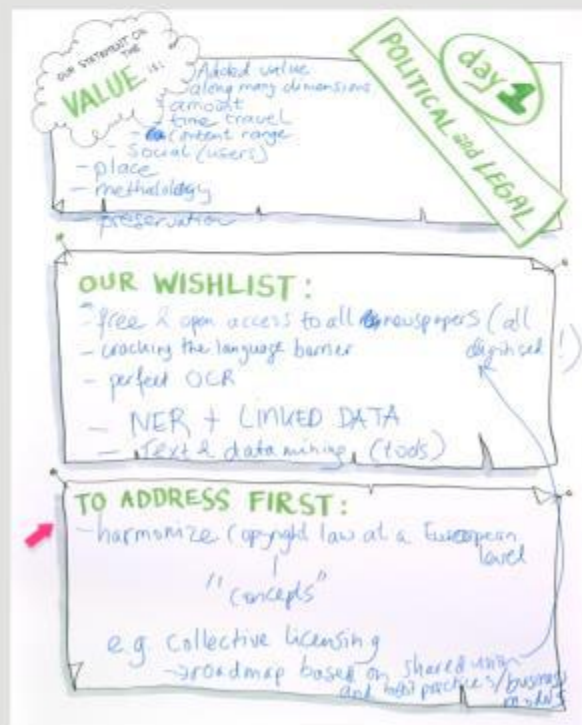 OUR STATEMENT ON
THE
VALUE IS:
Added value
along many dimensions
- amount
- time travel
- content range
- social (users)
- place
- methodology
- preservation
POLITICAL and LEGAL
day 1
OUR WISHLIST:
- free & open access to all newspapers (all
digitised!)
- cracking the language barrier
- perfect OCR
- NER + LINKED DATA
- Text & data mining (tools)
TO ADDRESS FIRST:
- harmonize copyright law at a European
level
"concepts"
e.g. collective licensing
→ roadmap based on shared vision
and best practices/business
models